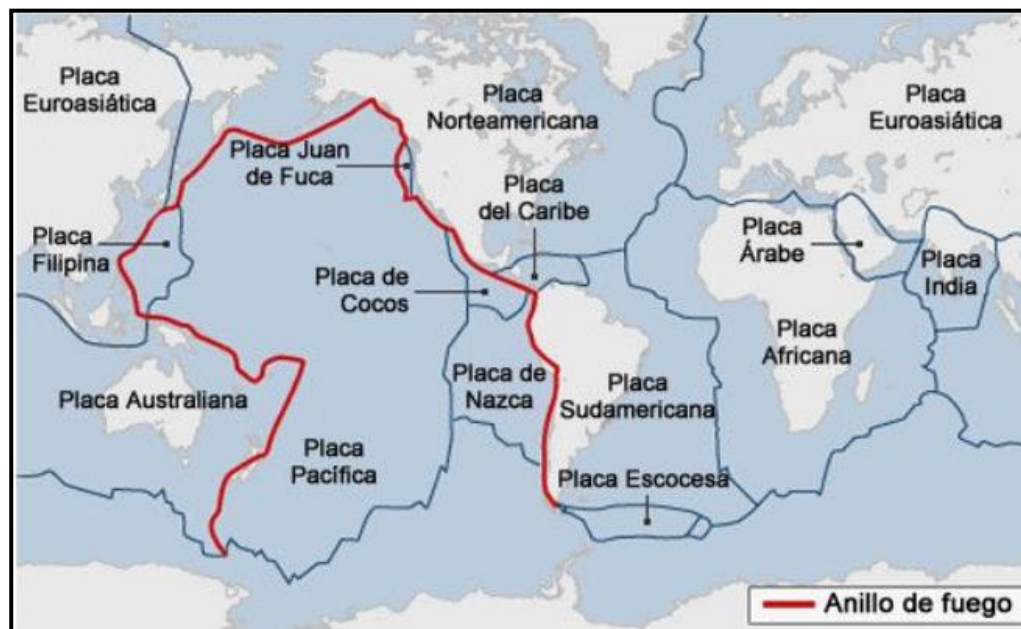 Placa
Euroasiática
Placa
Norteamericana
Placa
Euroasiática
Placa Juan
de Fuca
Placa
del Caribe
Placa
Filipina
Placa
Árabe
Placa
India
Placa de
Cocos
Placa
Africana
Placa Australiana
Placa de
Nazca
Placa
Sudamericana
Placa
Pacífica
Placa Escocesa
Anillo de fuego